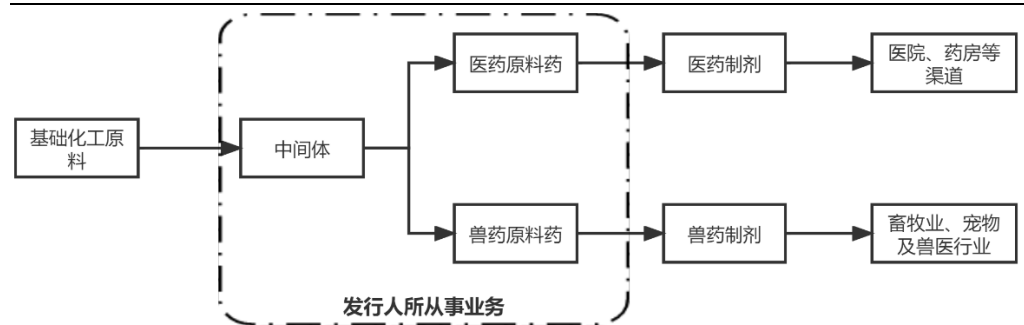 医药原料药
医药制剂
医院、药房等
渠道
基础化工原
料
中间体
兽药原料药
兽药制剂
畜牧业、宠物
及兽医行业
发行人所从事业务